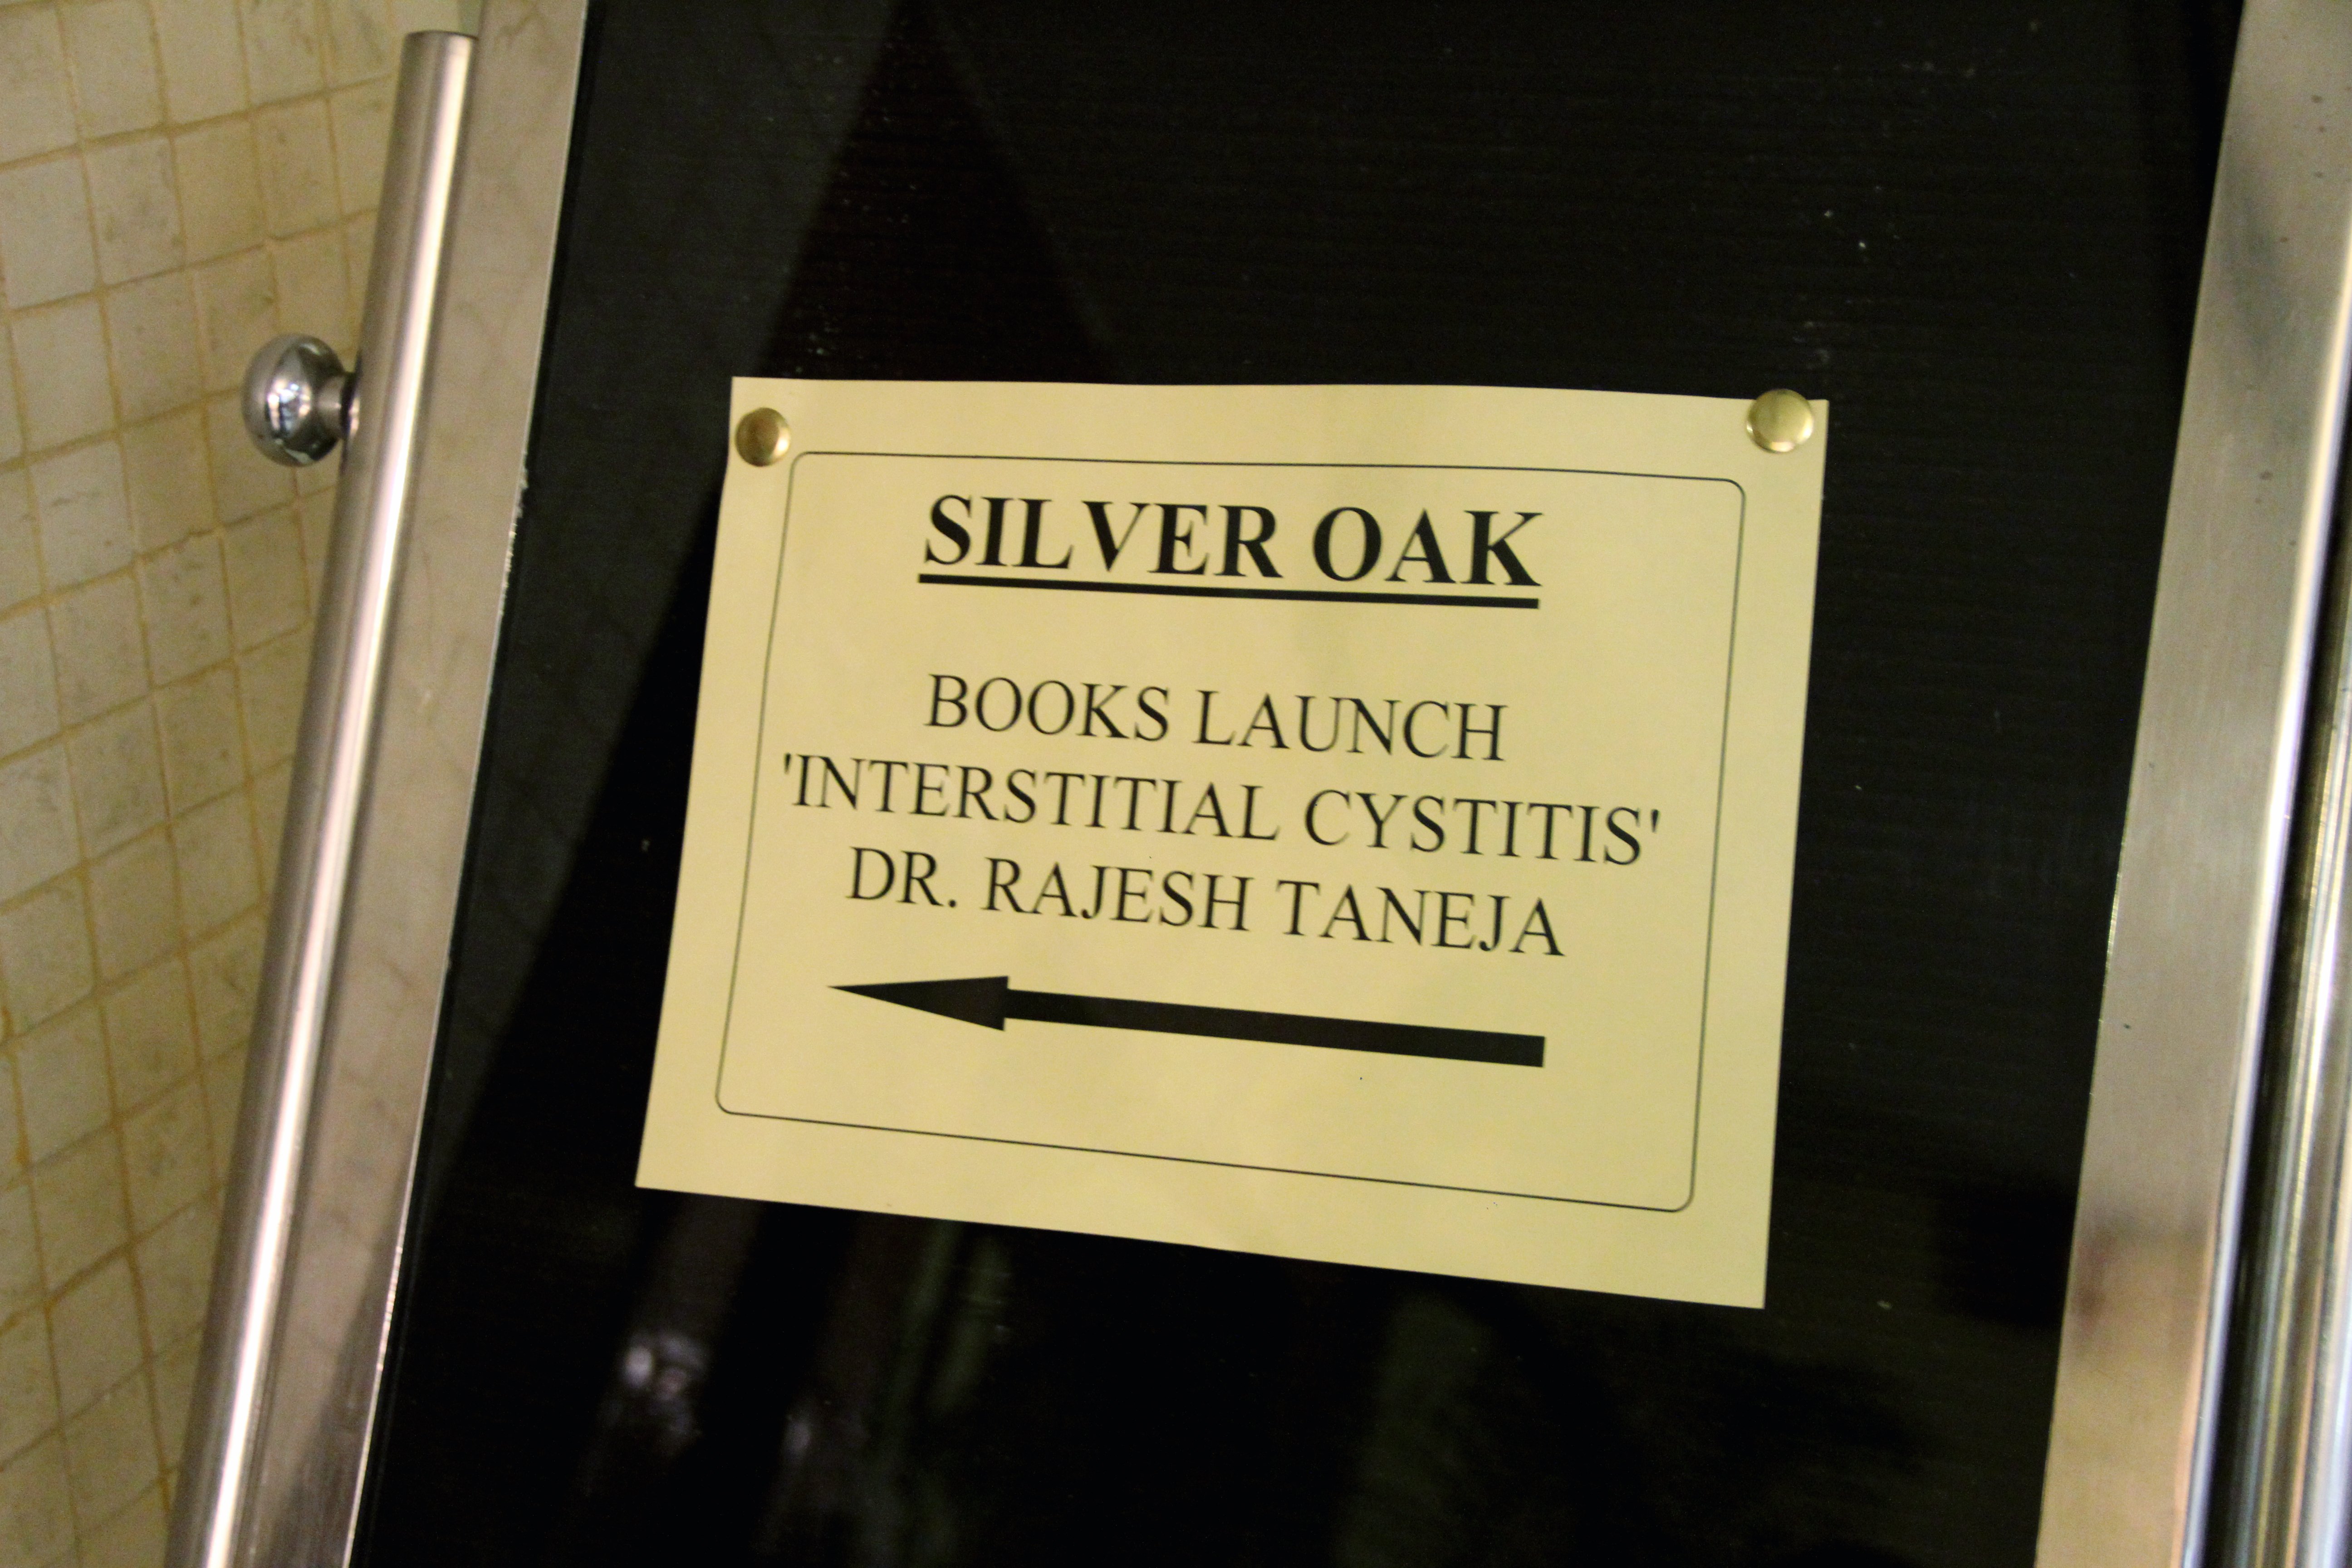 SILVER OAK
BOOKS LAUNCH
'INTERSTITIAL CYSTITIS'
DR. RAJESH TANEJA